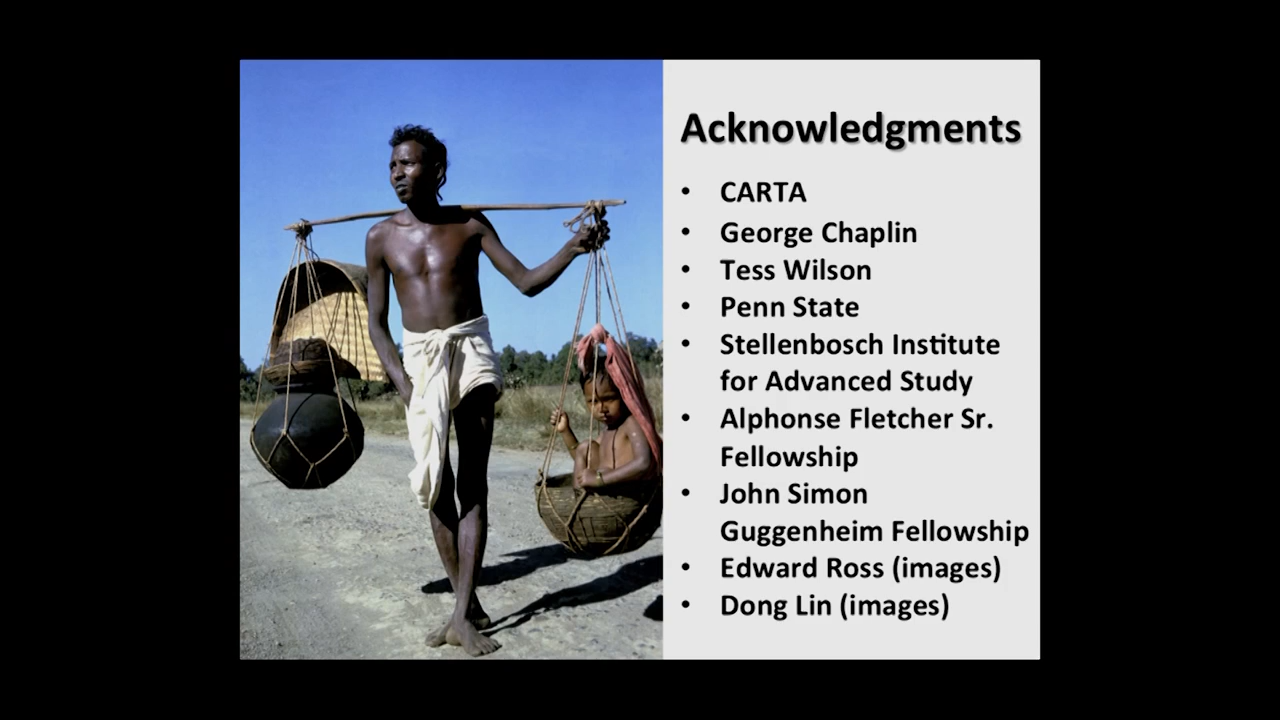 Acknowledgments
• CARTA
• George Chaplin
• Tess Wilson
• Penn State
• Stellenbosch Institute
for Advanced Study
• Alphonse Fletcher Sr.
Fellowship
• John Simon
Guggenheim Fellowship
• Edward Ross (images)
• Dong Lin (images)